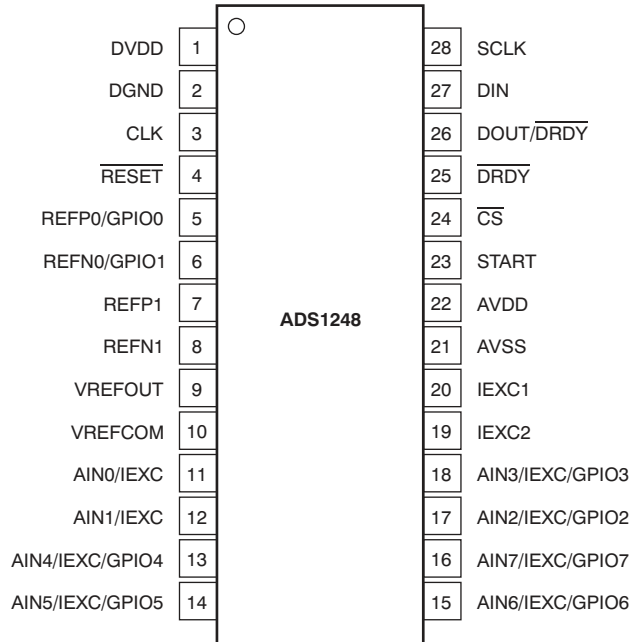 DVDD 1 28 SCLK
DGND 2 27 DIN
CLK 3 26 DOUT/DRDY
RESET 4 25 DRDY
REFP0/GPIO0 5 24 CS
REFN0/GPIO1 6 23 START
REFP1 7 22 AVDD
ADS1248
REFN1 8 21 AVSS
VREFOUT 9 20 IEXC1
VREFCOM 10 19 IEXC2
AIN0/IEXC 11 18 AIN3/IEXC/GPIO3
AIN1/IEXC 12 17 AIN2/IEXC/GPIO2
AIN4/IEXC/GPIO4 13 16 AIN7/IEXC/GPIO7
AIN5/IEXC/GPIO5 14 15 AIN6/IEXC/GPIO6